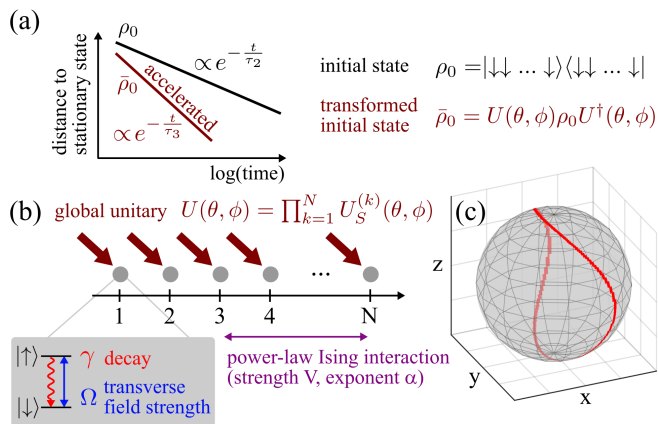 (a)
distance to
stationary state
ρ₀
∝e^{-t/τ₂}
ρ̄₀
accelerated
∝e^{-t/τ₃}
log(time)
initial state ρ₀ =|↓↓ ... ↓⟩⟨↓↓ ... ↓|
transformed
initial state
ρ̄₀ = U(θ, ϕ)ρ₀U†(θ, ϕ)
(b)
global unitary U(θ, ϕ) = ∏_{k=1}^{N} U_S^{(k)}(θ, ϕ)
...
1 2 3 4 N
|↑⟩ γ decay
Ω transverse
field strength
|↓⟩
power-law Ising interaction
(strength V, exponent α)
(c)
z
y
x